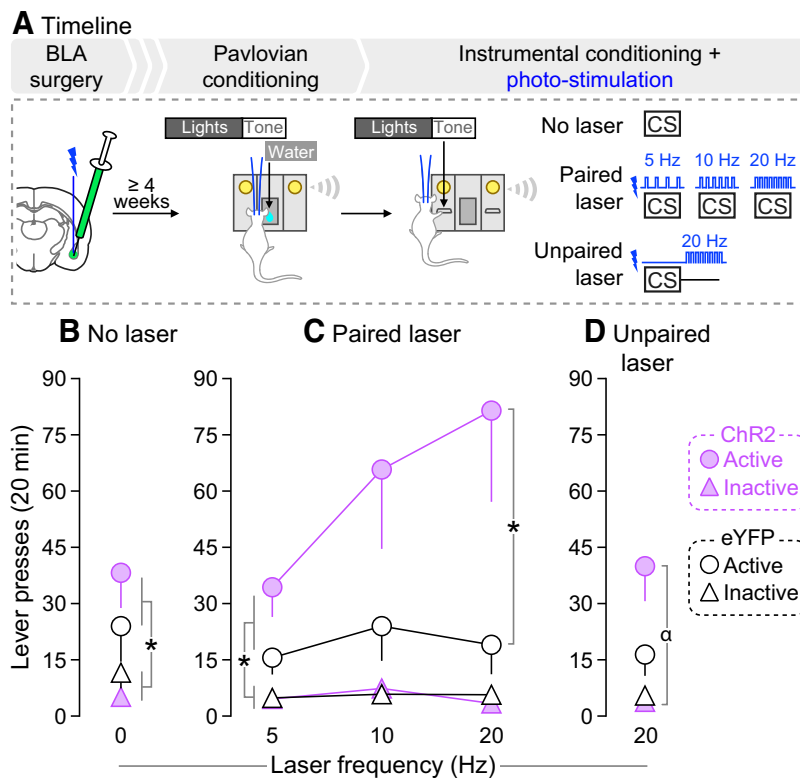 A Timeline
BLA surgery
Pavlovian conditioning
Instrumental conditioning + photo-stimulation
≥ 4 weeks
Lights Tone
Water
Lights Tone
No laser
CS
5 Hz 10 Hz 20 Hz
Paired laser
CS CS CS
20 Hz
Unpaired laser
CS
B No laser
C Paired laser
D Unpaired laser
Lever presses (20 min)
90
75
60
45
30
15
0
*
0
90
75
60
45
30
15
0
*
*
5 10 20
90
75
60
45
30
15
0
α
20
Laser frequency (Hz)
ChR2
Active
Inactive
eYFP
Active
Inactive